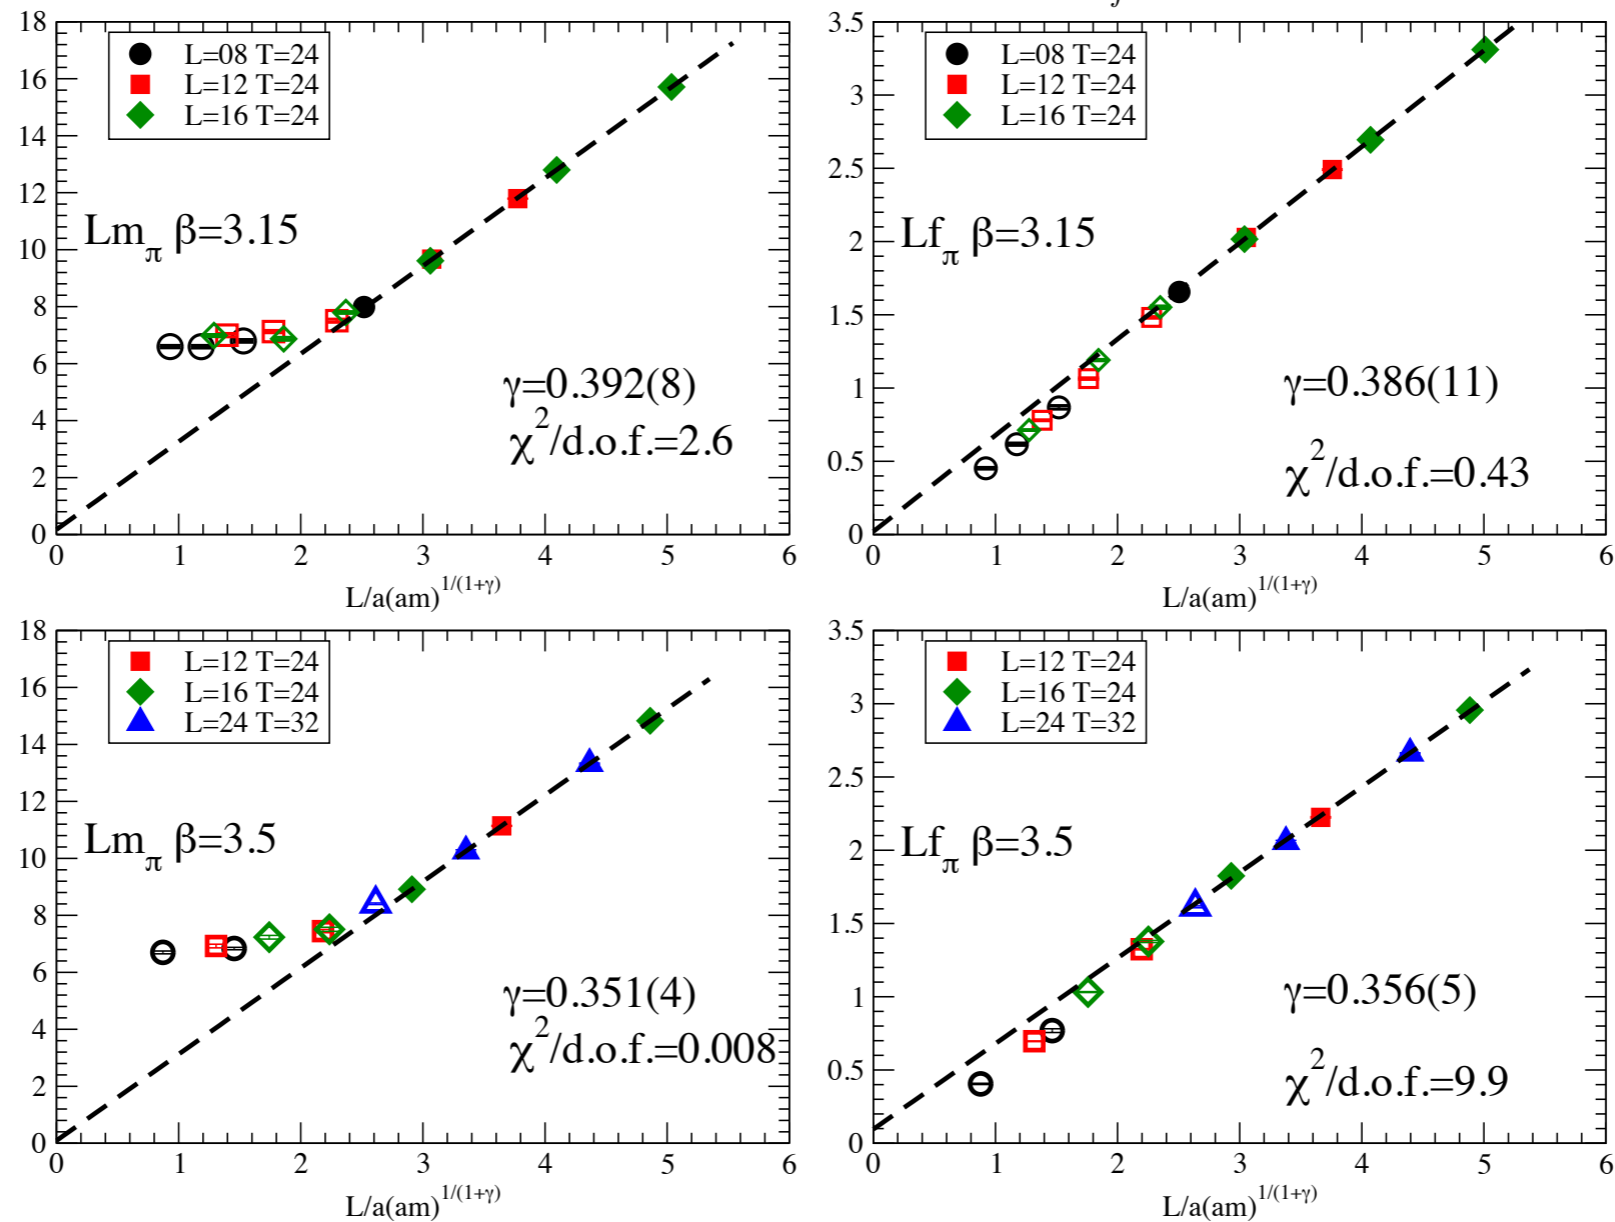 f
18
16
14
12
10
8
6
4
2
0
L=08 T=24
L=12 T=24
L=16 T=24
Lmπ β=3.15
γ=0.392(8)
χ²/d.o.f.=2.6
0 1 2 3 4 5 6
L/a(am)^1/(1+γ)
3.5
3
2.5
2
1.5
1
0.5
0
L=08 T=24
L=12 T=24
L=16 T=24
Lfπ β=3.15
γ=0.386(11)
χ²/d.o.f.=0.43
0 1 2 3 4 5 6
L/a(am)^1/(1+γ)
18
16
14
12
10
8
6
4
2
0
L=12 T=24
L=16 T=24
L=24 T=32
Lmπ β=3.5
γ=0.351(4)
χ²/d.o.f.=0.008
0 1 2 3 4 5 6
L/a(am)^1/(1+γ)
3.5
3
2.5
2
1.5
1
0.5
0
L=12 T=24
L=16 T=24
L=24 T=32
Lfπ β=3.5
γ=0.356(5)
χ²/d.o.f.=9.9
0 1 2 3 4 5 6
L/a(am)^1/(1+γ)